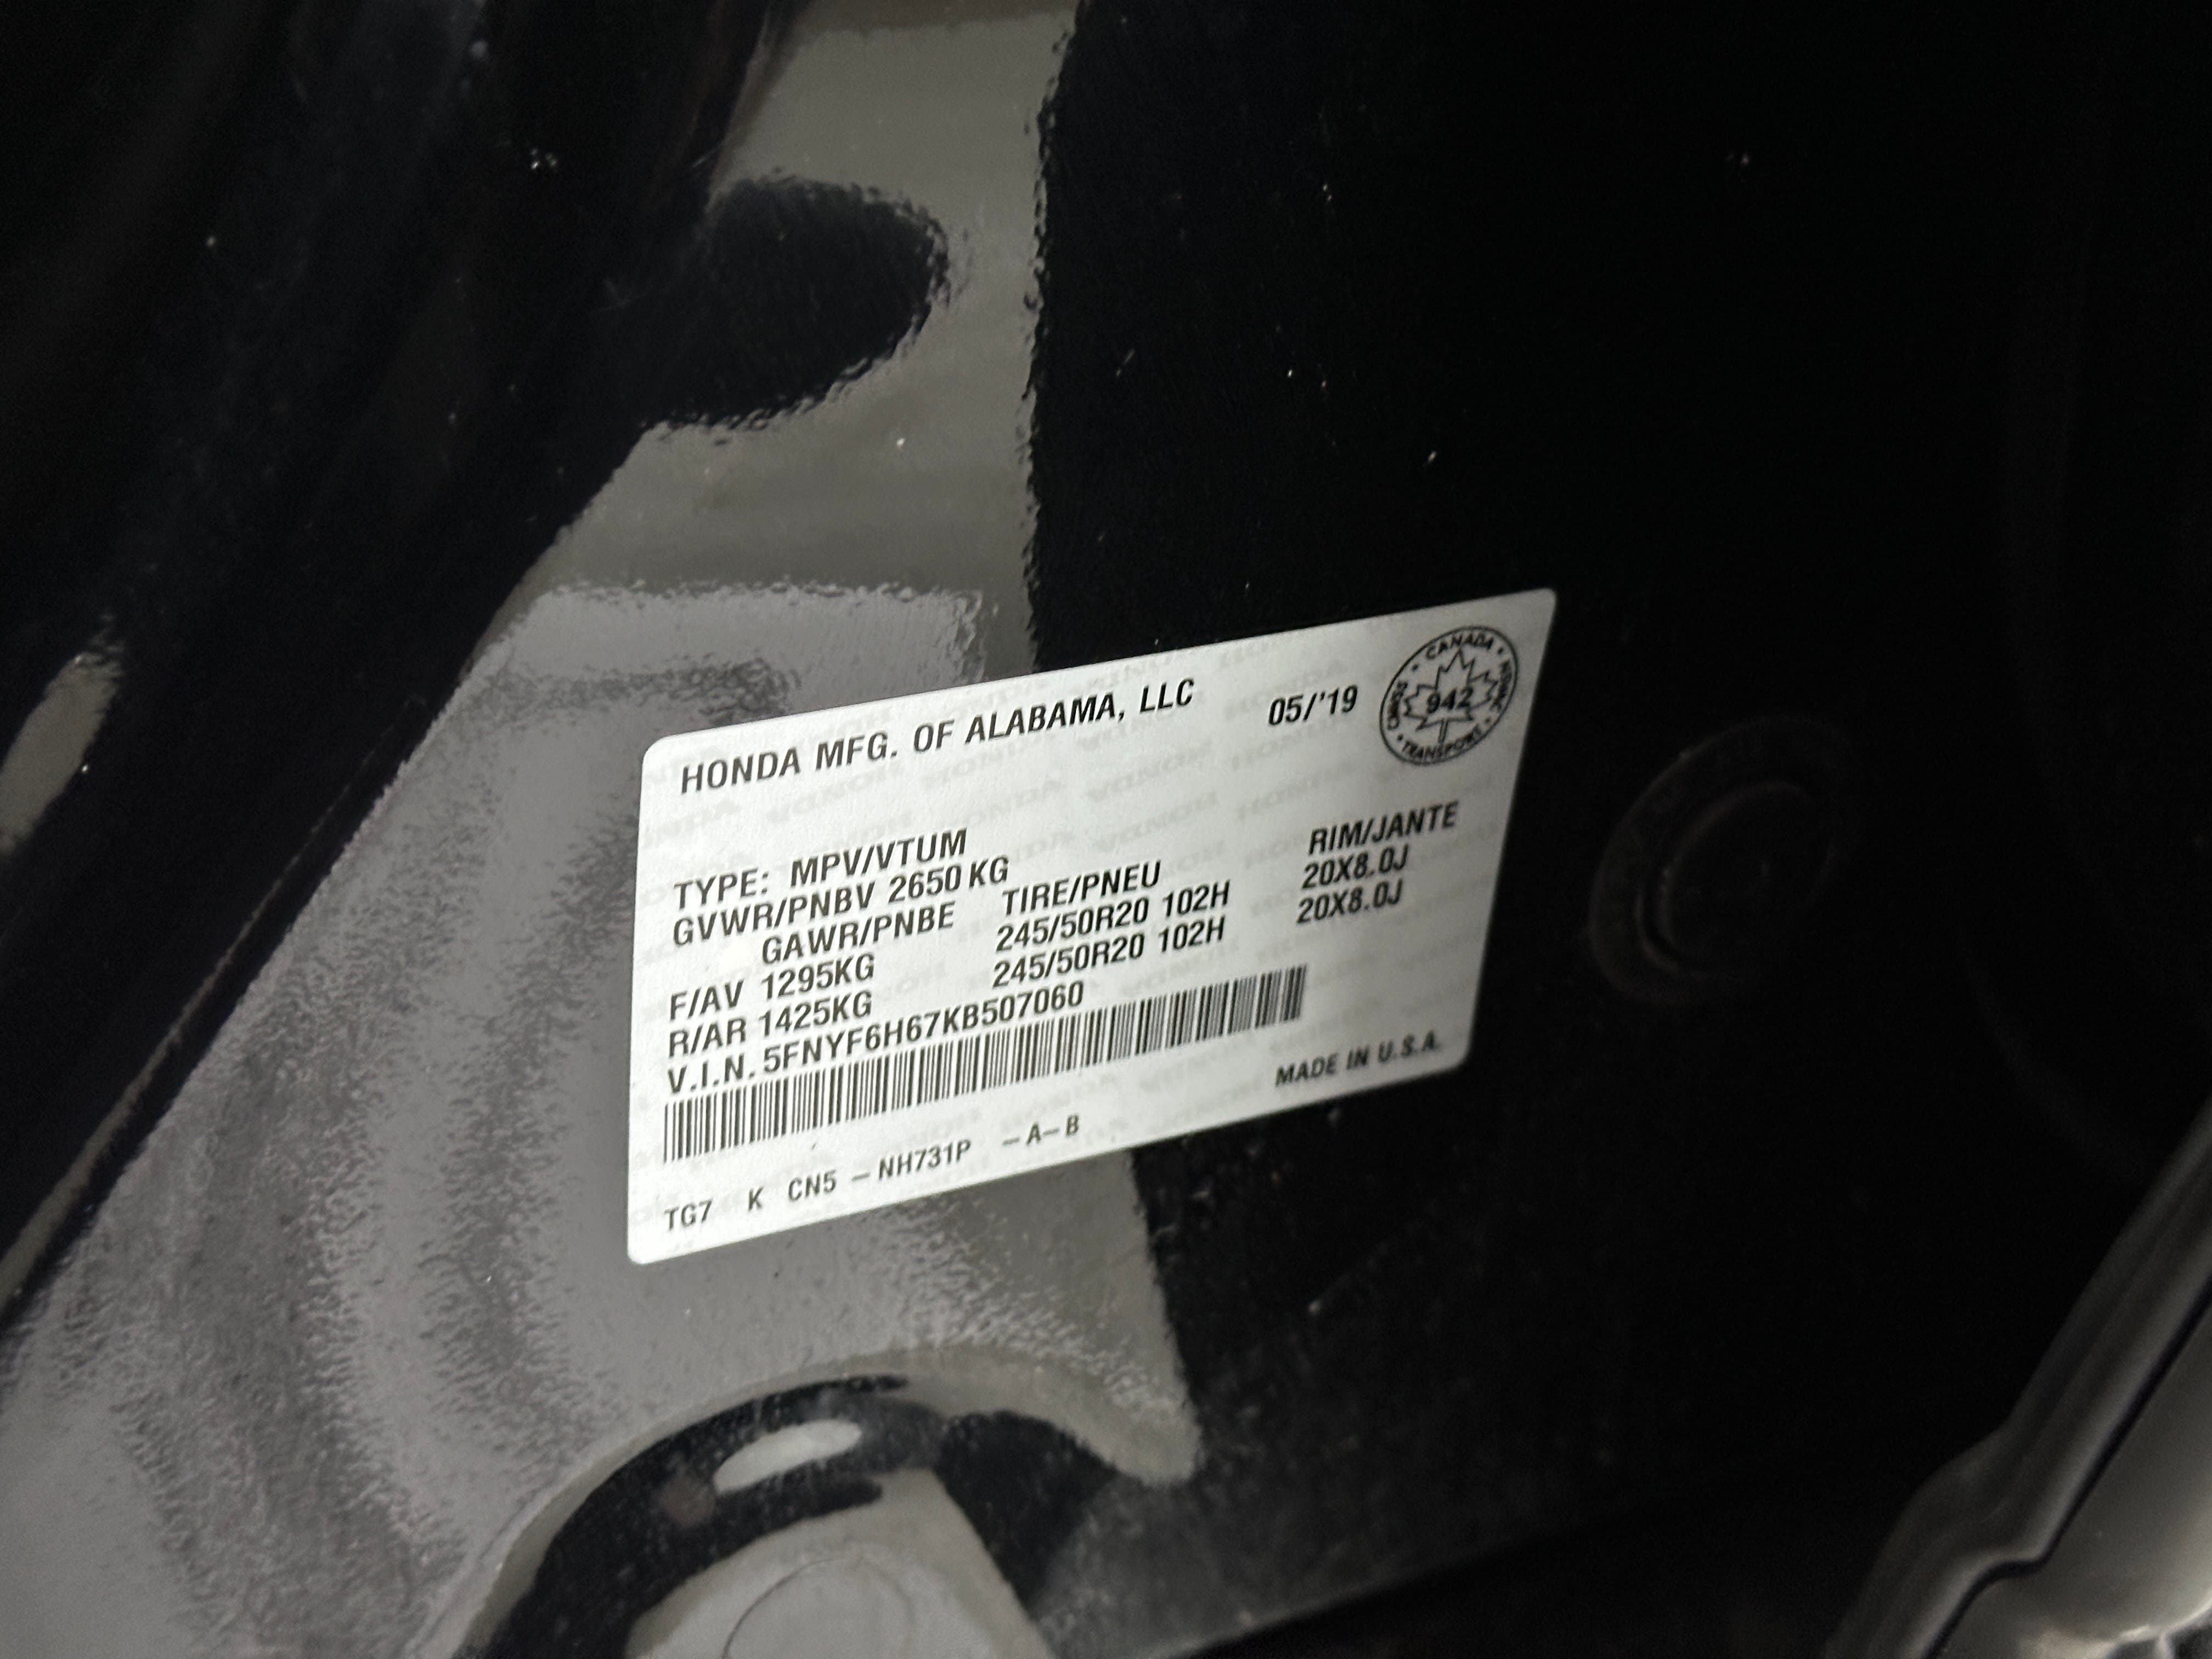 HONDA MFG. OF ALABAMA, LLC 05/'19
CANADA
942
TRANSPORT
TYPE: MPV/VTUM
GVWR/PNBV 2650KG
GAWR/PNBE TIRE/PNEU RIM/JANTE
F/AV 1295KG 245/50R20 102H 20X8.0J
R/AR 1425KG 245/50R20 102H 20X8.0J
V.I.N. 5FNYF6H67KB507060
MADE IN U.S.A.
TG7 K CN5 – NH731P – A – B